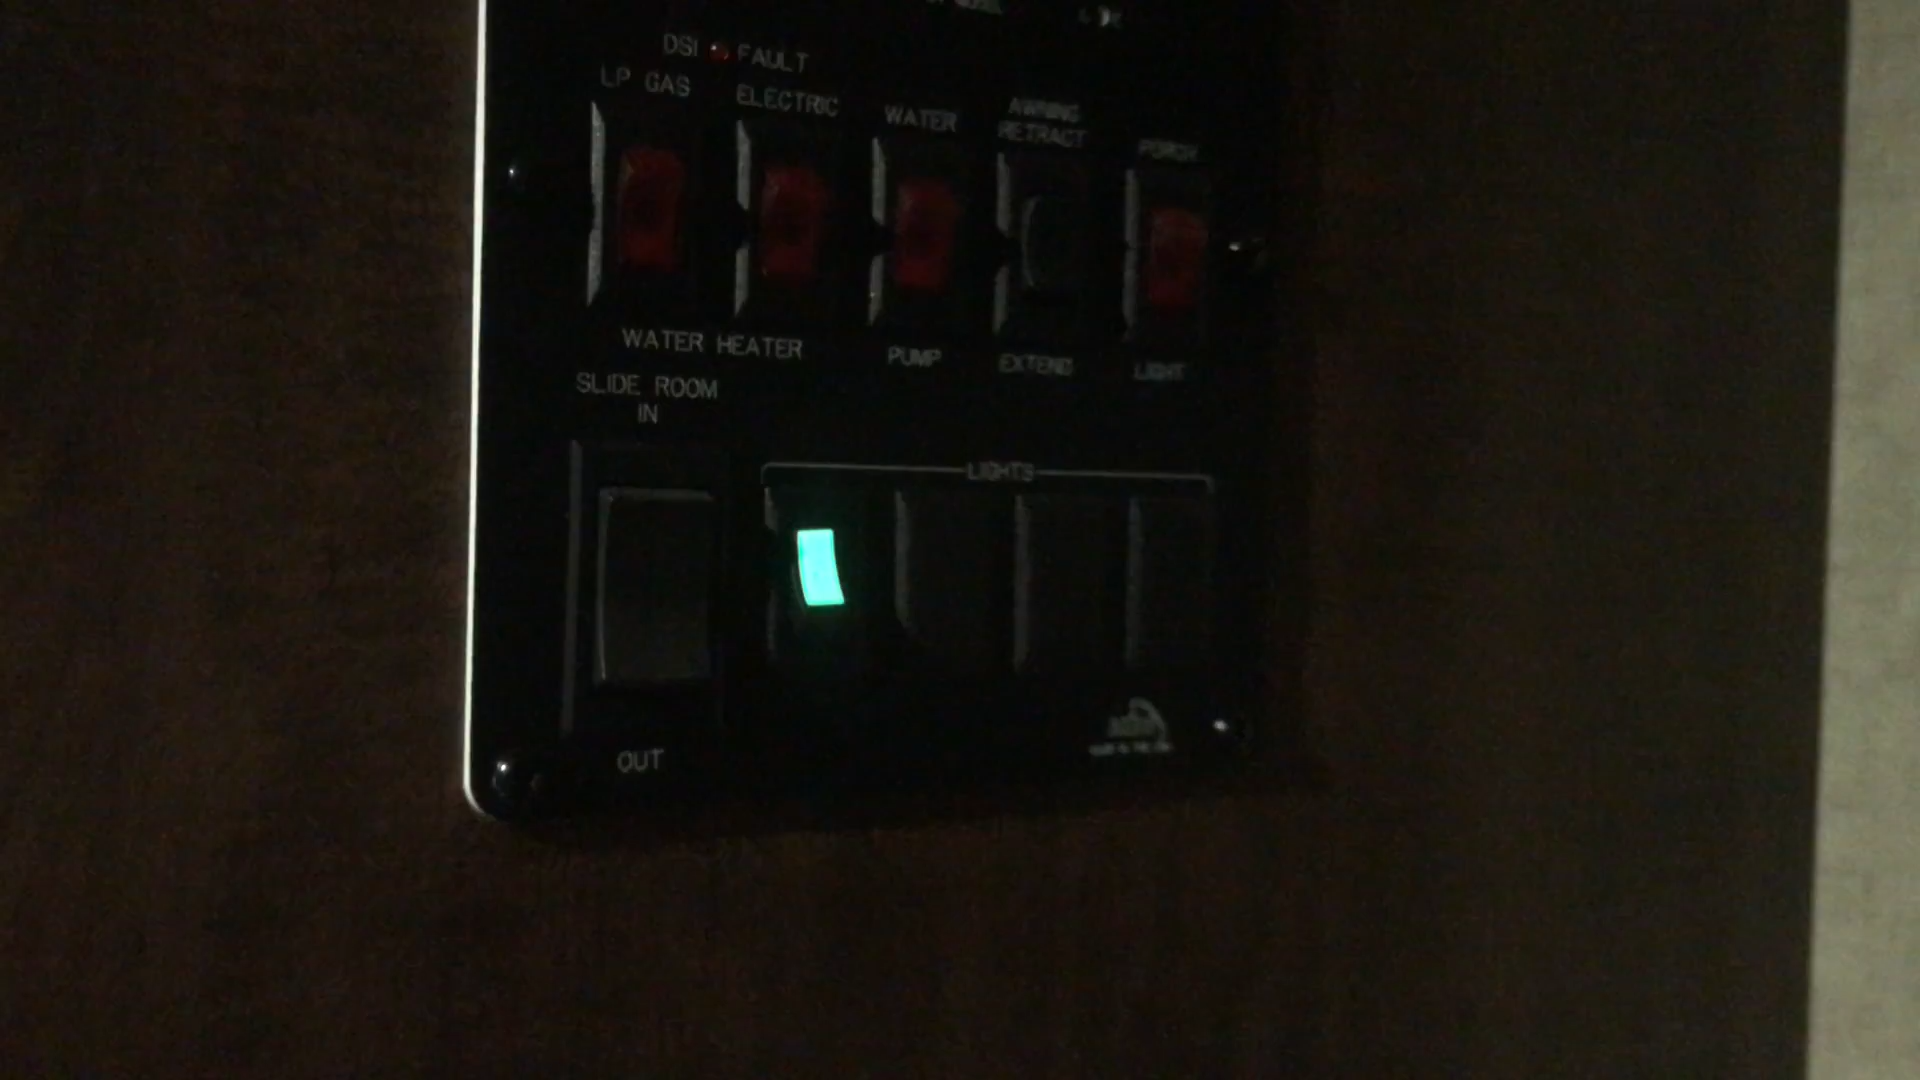 DSI FAULT
LP GAS
ELECTRIC
WATER
AWNING
RETRACT
PORCH
WATER HEATER
PUMP
EXTEND
LIGHT
SLIDE ROOM
IN
LIGHTS
OUT